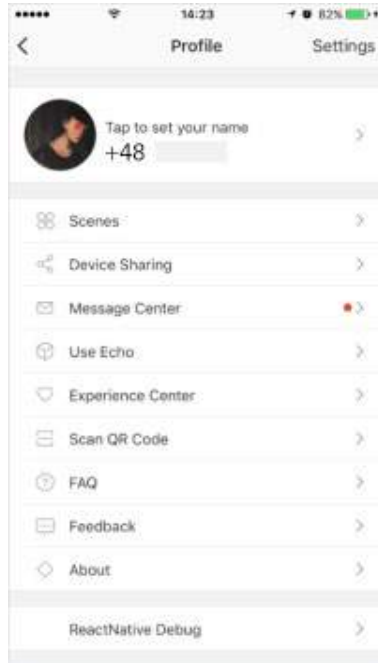 14:23 82%
Profile Settings
Tap to set your name
+48
Scenes
Device Sharing
Message Center
Use Echo
Experience Center
Scan QR Code
FAQ
Feedback
About
ReactNative Debug